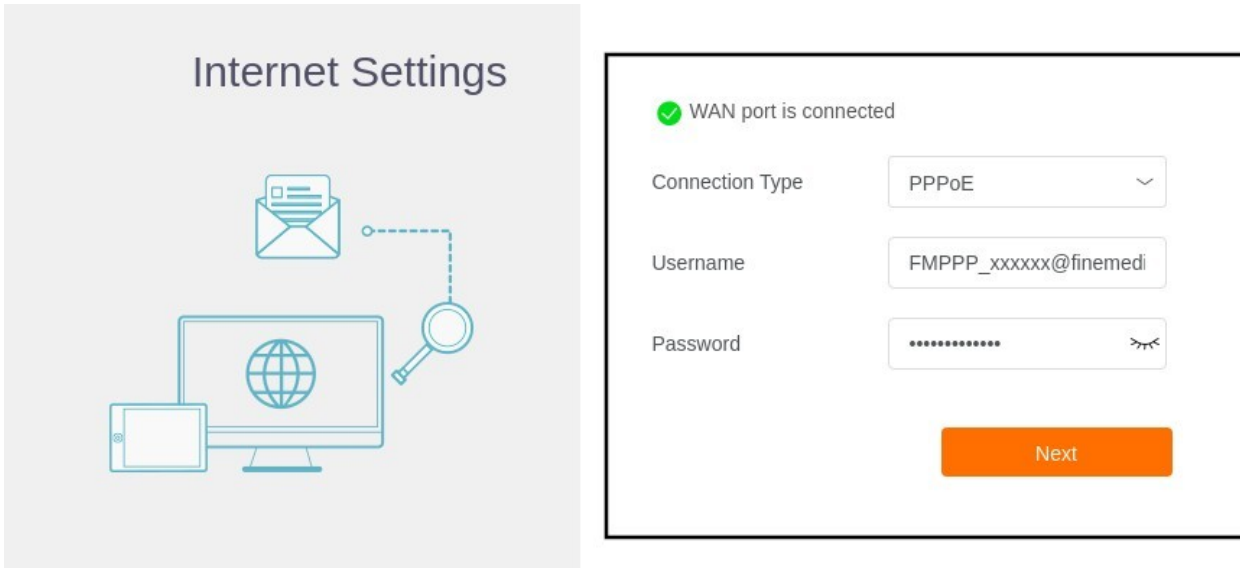 Internet Settings
WAN port is connected
Connection Type
PPPoE
Username
FMPPP_xxxxxx@finemedi
Password
•••••••••••••
Next